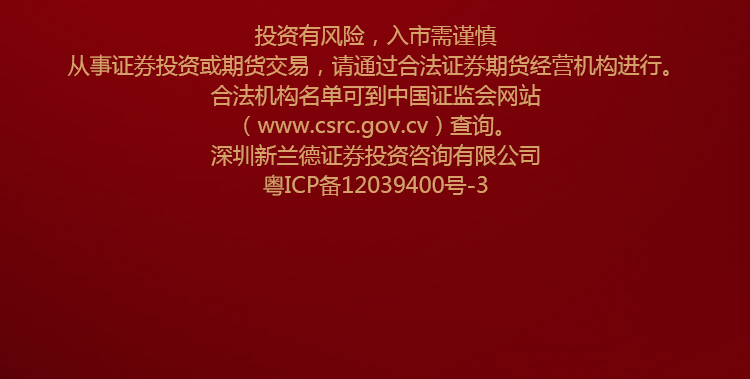 投资有风险，入市需谨慎
从事证券投资或期货交易，请通过合法证券期货经营机构进行。
合法机构名单可到中国证监会网站
（www.csrc.gov.cv）查询。
深圳新兰德证券投资咨询有限公司
粤ICP备12039400号-3